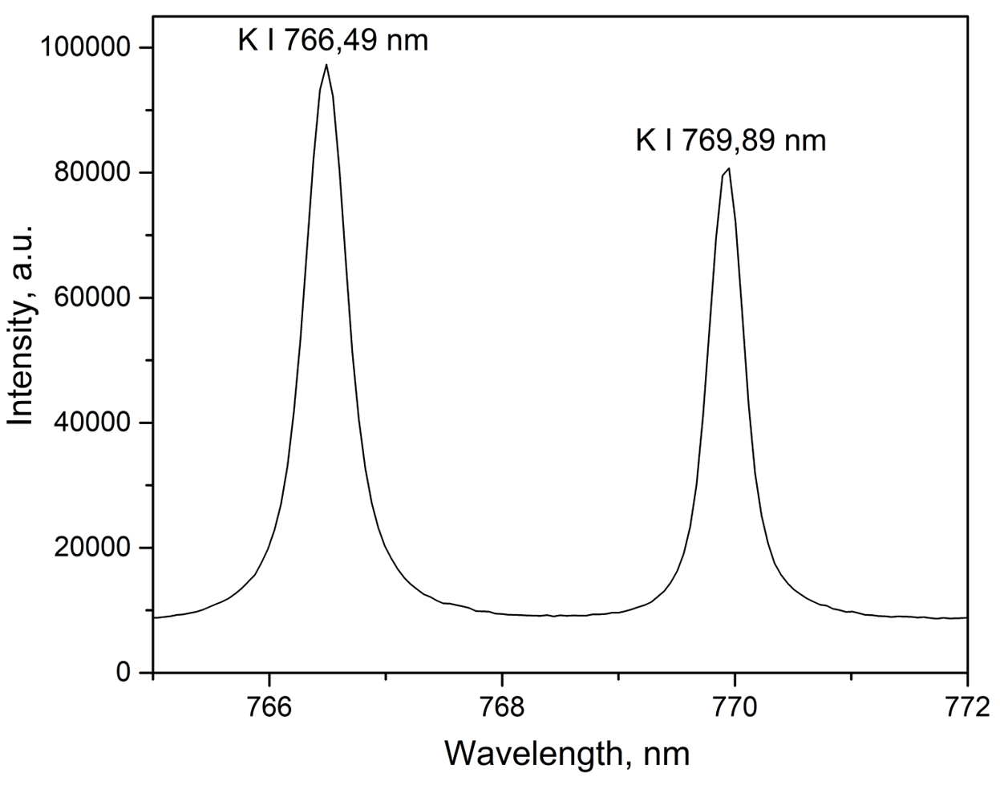 K I 766,49 nm
K I 769,89 nm
100000
80000
60000
40000
20000
0
Intensity, a.u.
766
768
770
772
Wavelength, nm